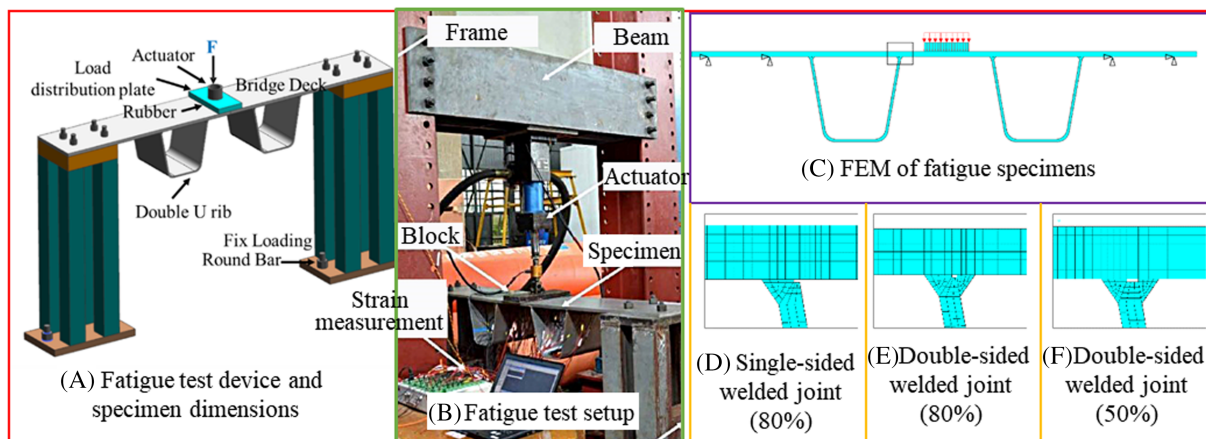 F
Actuator
Load
distribution plate
Rubber
Bridge Deck
Double U rib
Fix Loading
Round Bar
(A) Fatigue test device and
specimen dimensions
Frame
Beam
Actuator
Block
Specimen
Strain
measurement
(B) Fatigue test setup
(C) FEM of fatigue specimens
(D) Single-sided
welded joint
(80%)
(E)Double-sided
welded joint
(80%)
(F)Double-sided
welded joint
(50%)